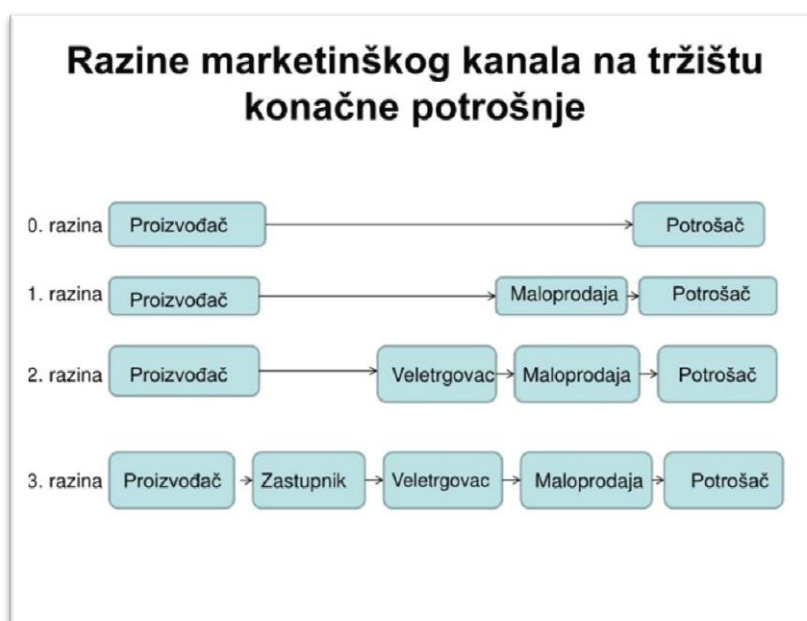 Razine marketinškog kanala na tržištu
konačne potrošnje
0. razina Proizvođač Potrošač
1. razina Proizvođač Maloprodaja Potrošač
2. razina Proizvođač Veletrgovac Maloprodaja Potrošač
3. razina Proizvođač Zastupnik Veletrgovac Maloprodaja Potrošač